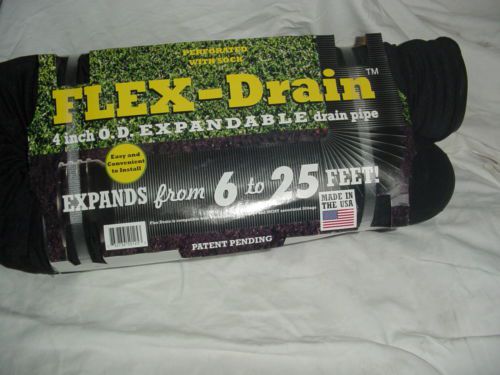 PERFORATED
WITH SOCK
FLEX-Drain™
4 inch O.D. EXPANDABLE drain pipe
Easy and
Convenient
to Install
EXPANDS from 6 to 25 FEET!
MADE IN
THE USA
PATENT PENDING